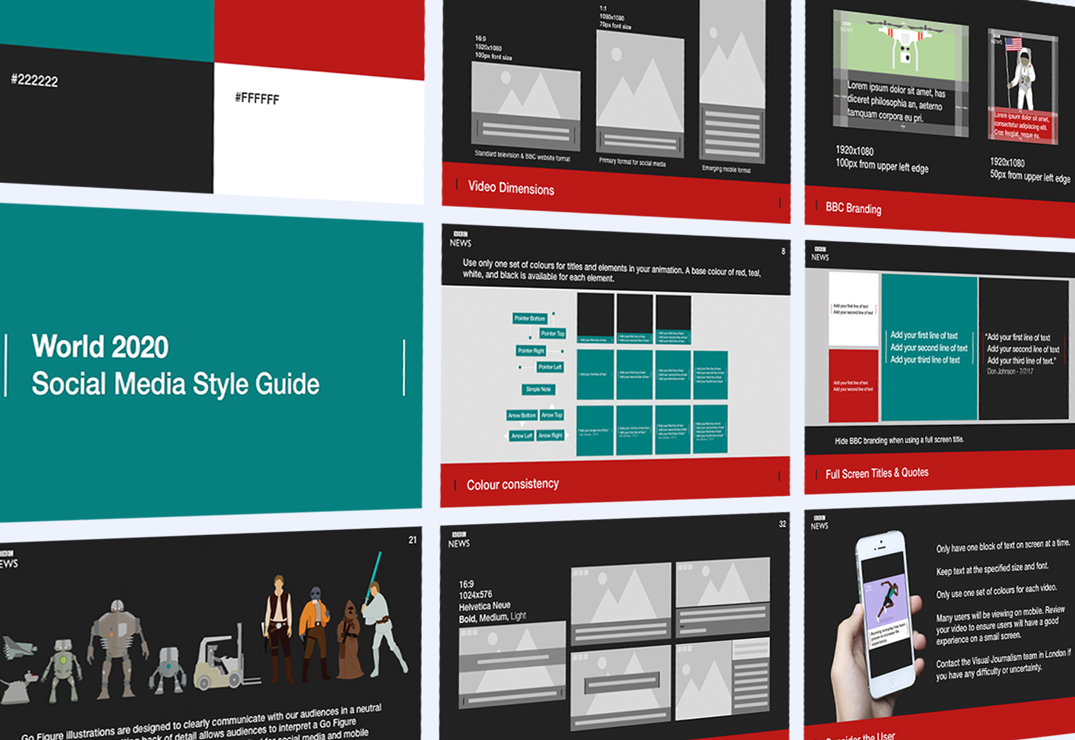 #222222
#FFFFFF
16:9
1920x1080
100px font size
Standard television & BBC website format
1:1
1080x1080
70px font size
Primary format for social media
Emerging mobile format
Video Dimensions
BBC
NEWS
Lorem ipsum dolor sit amet, has
diceret philosophia an, aeterno
tamquam corpora eu pri.
1920x1080
100px from upper left edge
NEWS
Lorem ipsum dolor sit amet,
consectetur adipiscing elit.
Cras feugiat, neque eu.
1920x1080
50px from upper left edge
BBC Branding
World 2020
Social Media Style Guide
BBC
NEWS
8
Use only one set of colours for titles and elements in your animation. A base colour of red, teal,
white, and black is available for each element.
Pointer Bottom
Pointer Top
Pointer Right
Pointer Left
Simple Note
Arrow Bottom
Arrow Top
Arrow Left
Arrow Right
Colour consistency
BBC
NEWS
Add your first line of text
Add your second line of text
Add your first line of text
Add your second line of text
Add your first line of text
Add your second line of text
Add your third line of text
"Add your first line of text
Add your second line of text
Add your third line of text."
Don Johnson - 7/7/17
Hide BBC branding when using a full screen title.
Full Screen Titles & Quotes
BBC
EWS
21
Go Figure illustrations are designed to clearly communicate with our audiences in a neutral
back of detail allows audiences to interpret a Go Figure
for social media and mobile
BBC
NEWS
32
16:9
1024x576
Helvetica Neue
Bold, Medium, Light
BBC
NEWS
Only have one block of text on screen at a time.
Keep text at the specified size and font.
Only use one set of colours for each video.
Many users will be viewing on mobile. Review
your video to ensure users will have a good
experience on a small screen.
Contact the Visual Journalism team in London if
you have any difficulty or uncertainty.
nsider the User